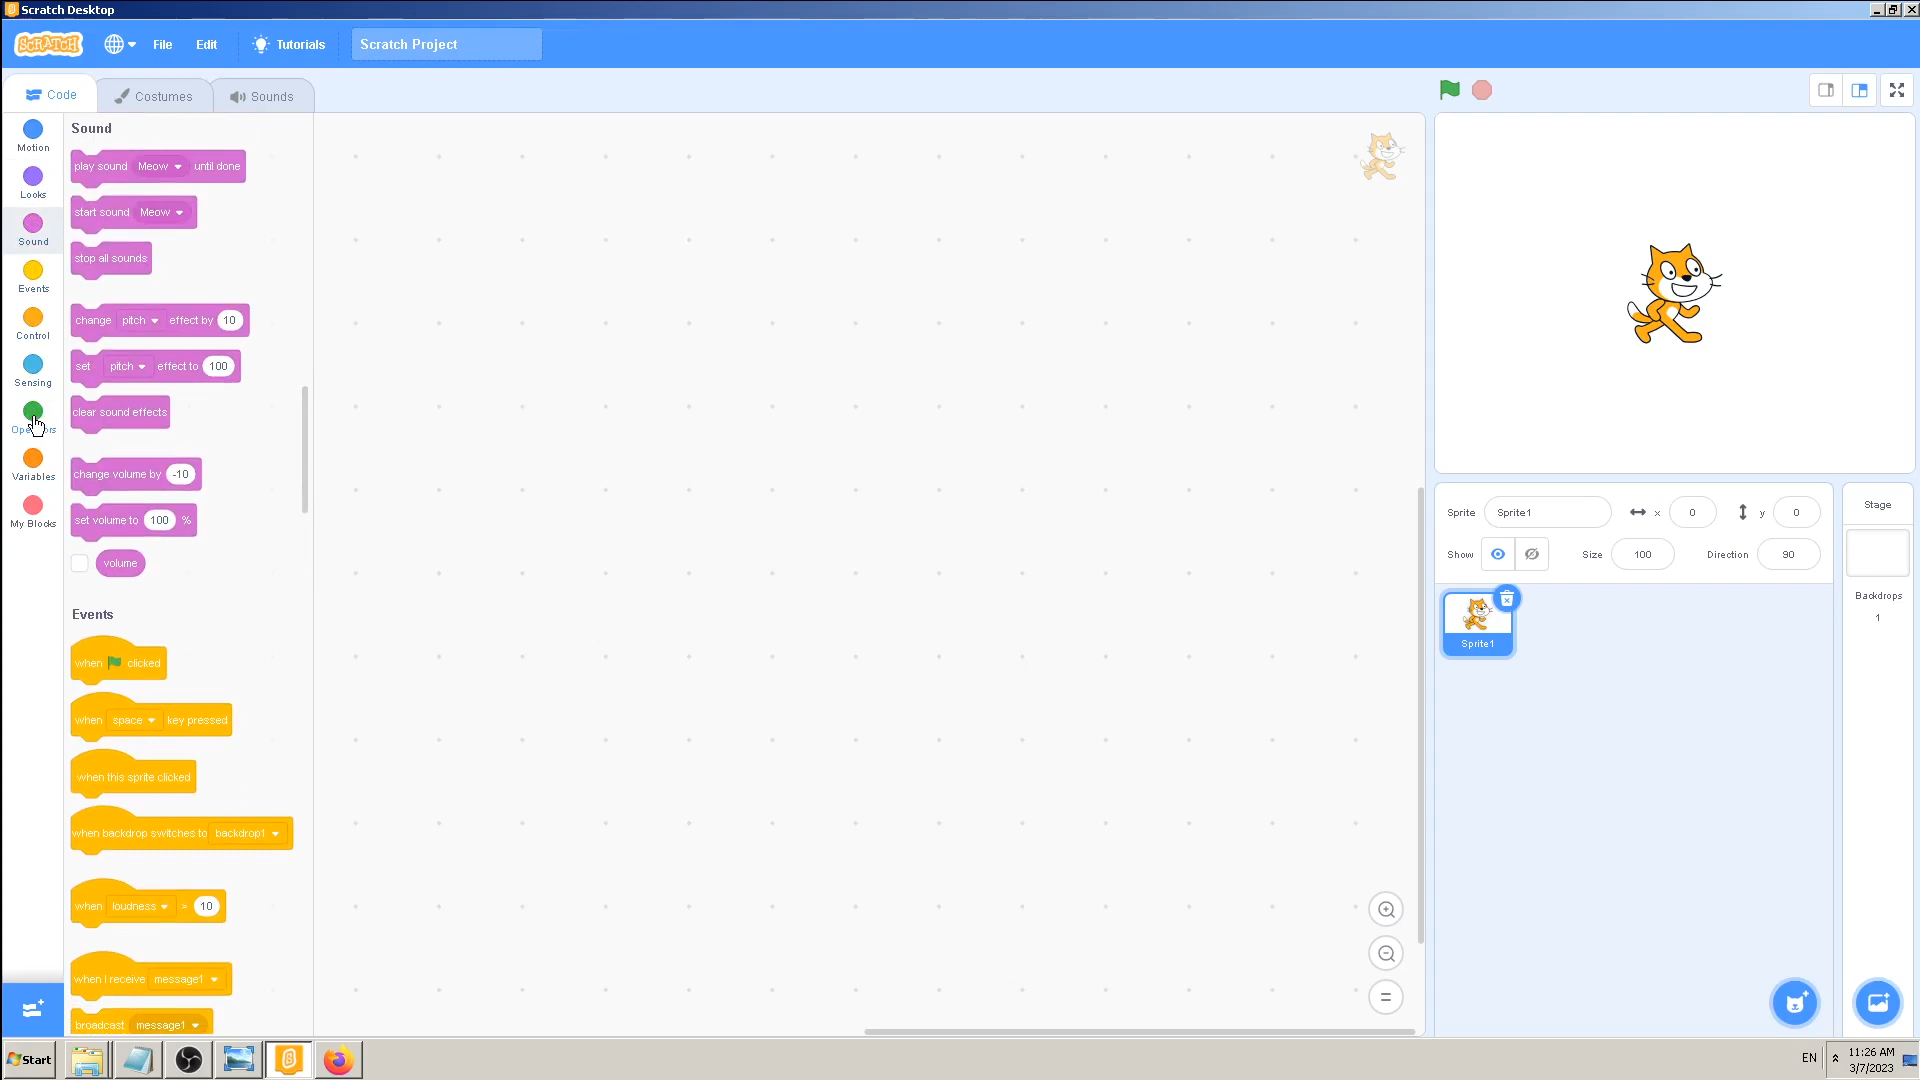 Scratch Desktop
SCRATCH File Edit Tutorials Scratch Project
Code Costumes Sounds
Motion
Looks
Sound
Events
Control
Sensing
Variables
My Blocks
Sound
play sound Meow until done
start sound Meow
stop all sounds
change pitch effect by 10
set pitch effect to 100
clear sound effects
change volume by -10
set volume to 100 %
volume
Events
when clicked
when space key pressed
when this sprite clicked
when backdrop switches to backdrop1
when loudness > 10
when I receive message1
broadcast message1
Sprite Sprite1 x 0 y 0
Show Size 100 Direction 90
Sprite1
Stage
Backdrops
1
Start
EN 11:26 AM
3/7/2023